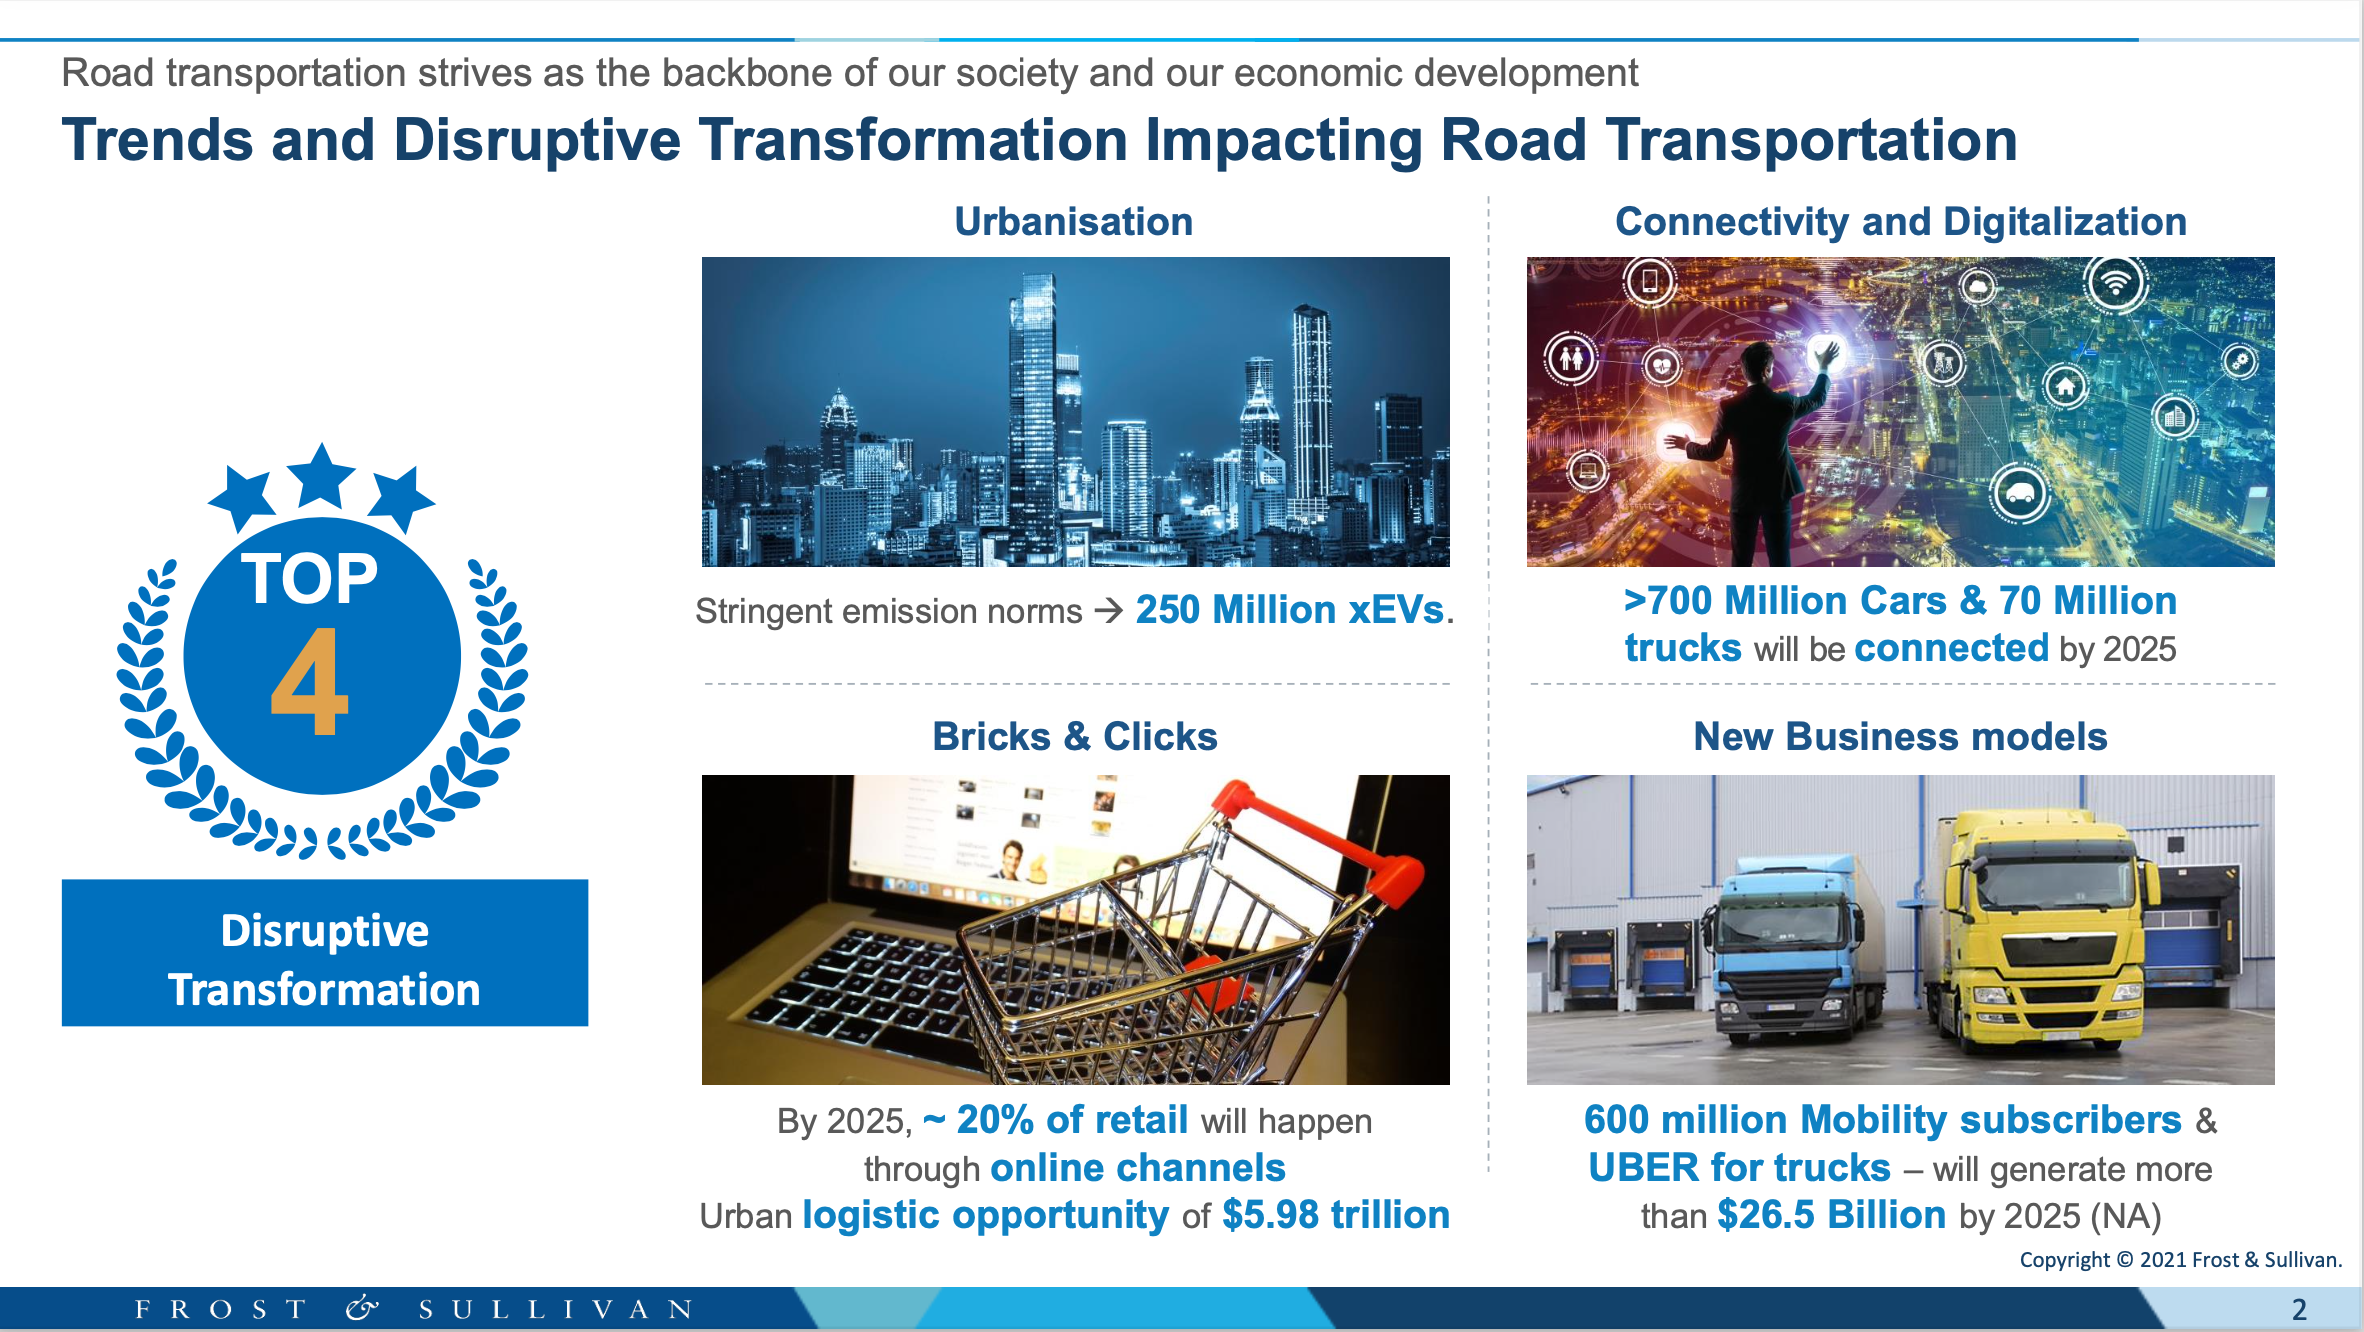 Road transportation strives as the backbone of our society and our economic development
Trends and Disruptive Transformation Impacting Road Transportation
TOP
4
Disruptive
Transformation
Urbanisation
Stringent emission norms → 250 Million xEVs.
Connectivity and Digitalization
>700 Million Cars & 70 Million
trucks will be connected by 2025
Bricks & Clicks
By 2025, ~ 20% of retail will happen
through online channels
Urban logistic opportunity of $5.98 trillion
New Business models
600 million Mobility subscribers &
UBER for trucks – will generate more
than $26.5 Billion by 2025 (NA)
Copyright © 2021 Frost & Sullivan.
FROST & SULLIVAN
2